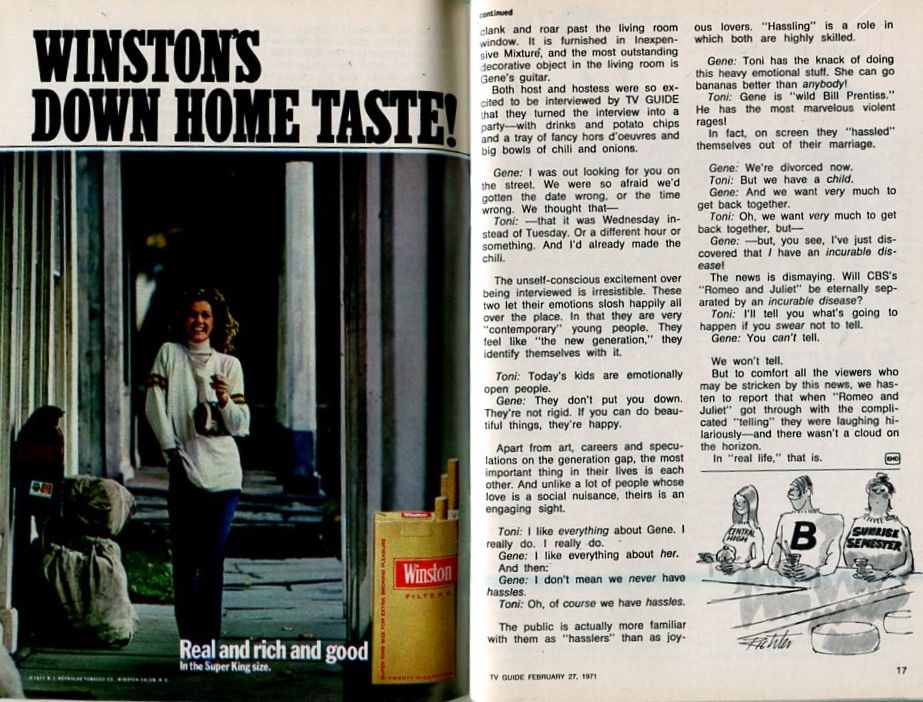 WINSTON'S
DOWN HOME TASTE!
Winston
Winston
FILTERS
SUPER KING SIZE FOR EXTRA SMOKING PLEASURE
TWENTY
Real and rich and good
In the Super King size.
©1971 R. J. REYNOLDS TOBACCO CO., WINSTON-SALEM, N.C.
continued
clank and roar past the living room
window. It is furnished in Inexpen-
sive Mixture, and the most outstanding
decorative object in the living room is
Gene's guitar.
Both host and hostess were so ex-
cited to be interviewed by TV GUIDE
that they turned the interview into a
party—with drinks and potato chips
and a tray of fancy hors d'oeuvres and
big bowls of chili and onions.
Gene: I was out looking for you on
the street. We were so afraid we'd
gotten the date wrong, or the time
wrong. We thought that—
Toni: —that it was Wednesday in-
stead of Tuesday. Or a different hour or
something. And I'd already made the
chili.
The unself-conscious excitement over
being interviewed is irresistible. These
two let their emotions slosh happily all
over the place. In that they are very
"contemporary" young people. They
feel like "the new generation," they
identify themselves with it.
Toni: Today's kids are emotionally
open people.
Gene: They don't put you down.
They're not rigid. If you can do beau-
tiful things, they're happy.
Apart from art, careers and specu-
lations on the generation gap, the most
important thing in their lives is each
other. And unlike a lot of people whose
love is a social nuisance, theirs is an
engaging sight.
Toni: I like everything about Gene. I
really do. I really do.
Gene: I like everything about her.
And then:
Gene: I don't mean we never have
hassles.
Toni: Oh, of course we have hassles.
The public is actually more familiar
with them as "hasslers" than as joy-
ous lovers. "Hassling" is a role in
which both are highly skilled.
Gene: Toni has the knack of doing
this heavy emotional stuff. She can go
bananas better than anybody!
Toni: Gene is "wild Bill Prentiss."
He has the most marvelous violent
rages!
In fact, on screen they "hassled"
themselves out of their marriage.
Gene: We're divorced now.
Toni: But we have a child.
Gene: And we want very much to
get back together.
Toni: Oh, we want very much to get
back together, but—
Gene: —but, you see, I've just dis-
covered that I have an incurable dis-
ease!
The news is dismaying. Will CBS's
"Romeo and Juliet" be eternally sep-
arated by an incurable disease?
Toni: I'll tell you what's going to
happen if you swear not to tell.
Gene: You can't tell.
We won't tell.
But to comfort all the viewers who
may be stricken by this news, we has-
ten to report that when "Romeo and
Juliet" got through with the compli-
cated "telling" they were laughing hi-
lariously—and there wasn't a cloud on
the horizon.
In "real life," that is.
END
CENTRAL
HIGH
B
SUNRISE
SEMESTER
TV GUIDE FEBRUARY 27, 1971
17